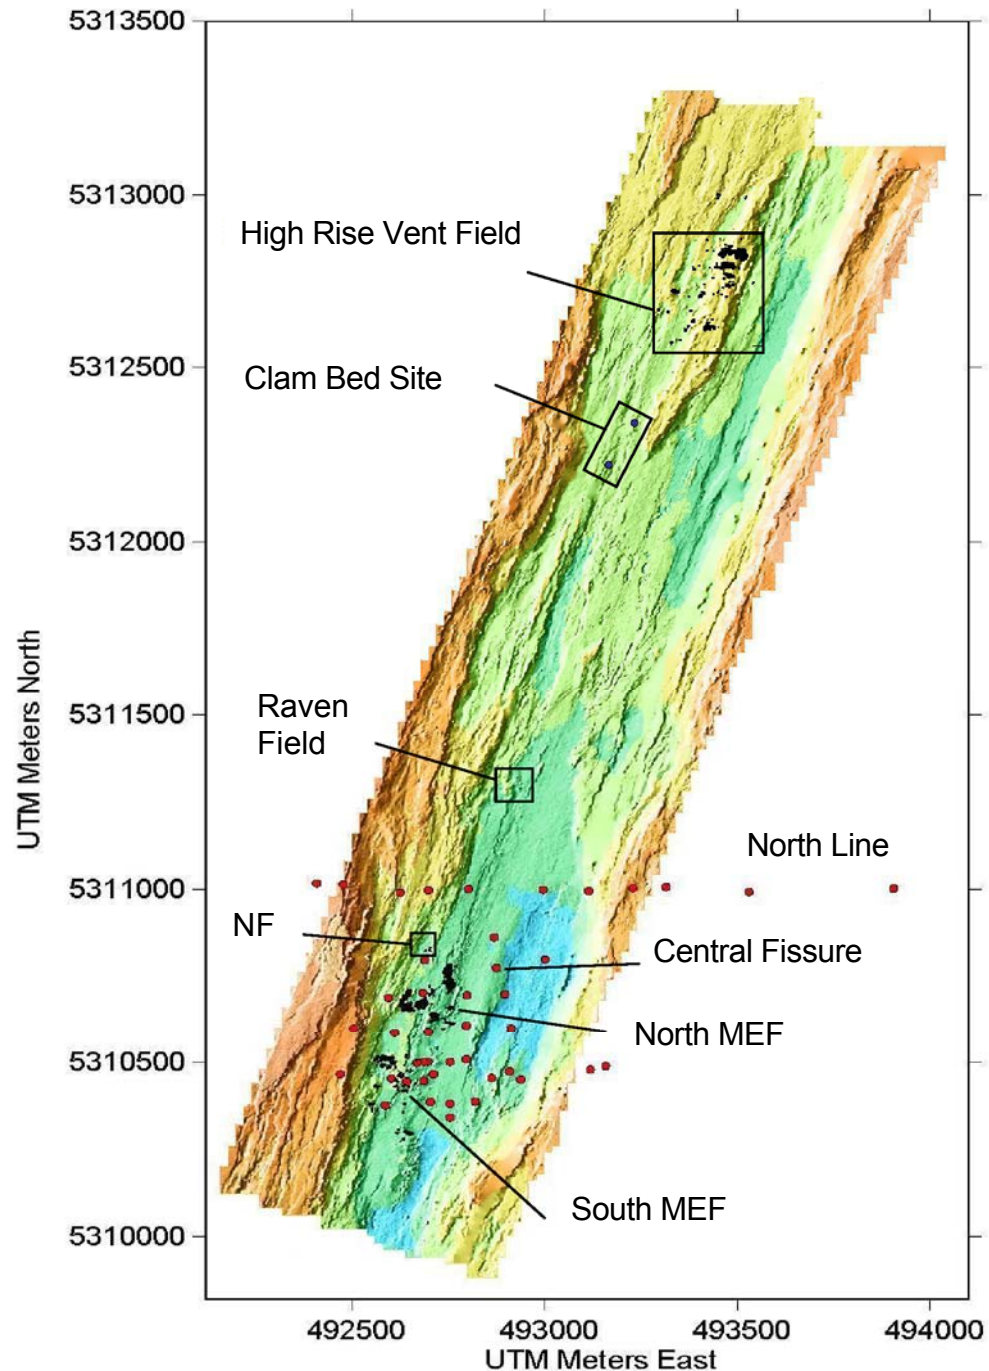 5313500
5313000
High Rise Vent Field
5312500
Clam Bed Site
5312000
UTM Meters North
5311500
Raven
Field
5311000
North Line
NF
Central Fissure
North MEF
5310500
South MEF
5310000
492500
493000
493500
494000
UTM Meters East